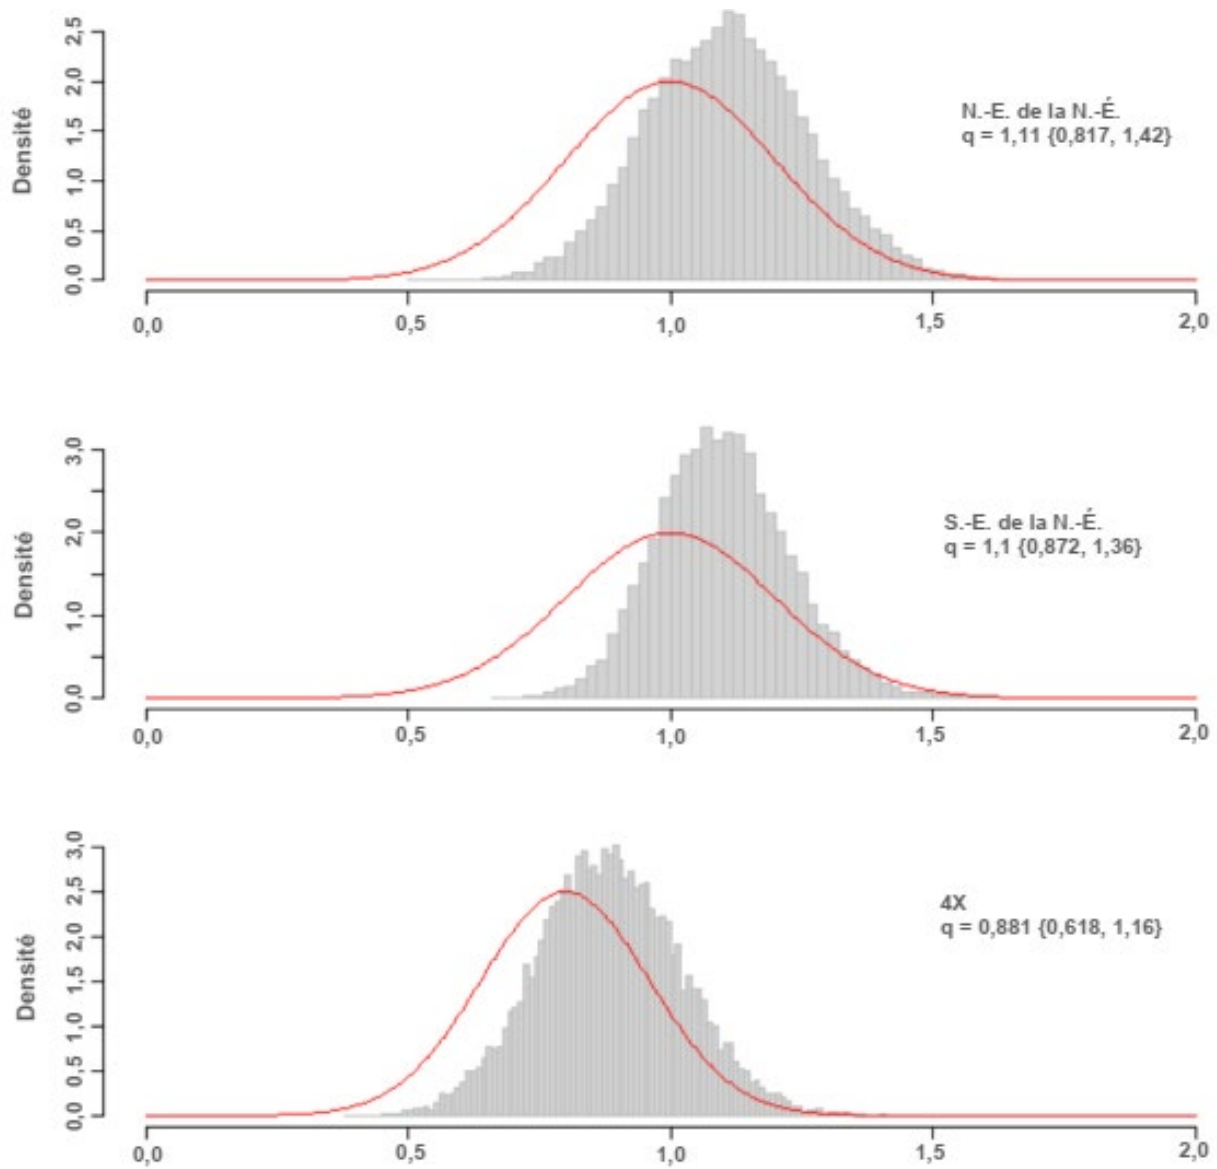 Densité
2,5
2,0
1,5
1,0
0,5
0,0
N.-E. de la N.-É.
q = 1,11 {0,817, 1,42}
0,0 0,5 1,0 1,5 2,0
Densité
3,0
2,0
1,0
0,0
S.-E. de la N.-É.
q = 1,1 {0,872, 1,36}
0,0 0,5 1,0 1,5 2,0
Densité
3,0
2,5
2,0
1,5
1,0
0,5
0,0
4X
q = 0,881 {0,618, 1,16}
0,0 0,5 1,0 1,5 2,0